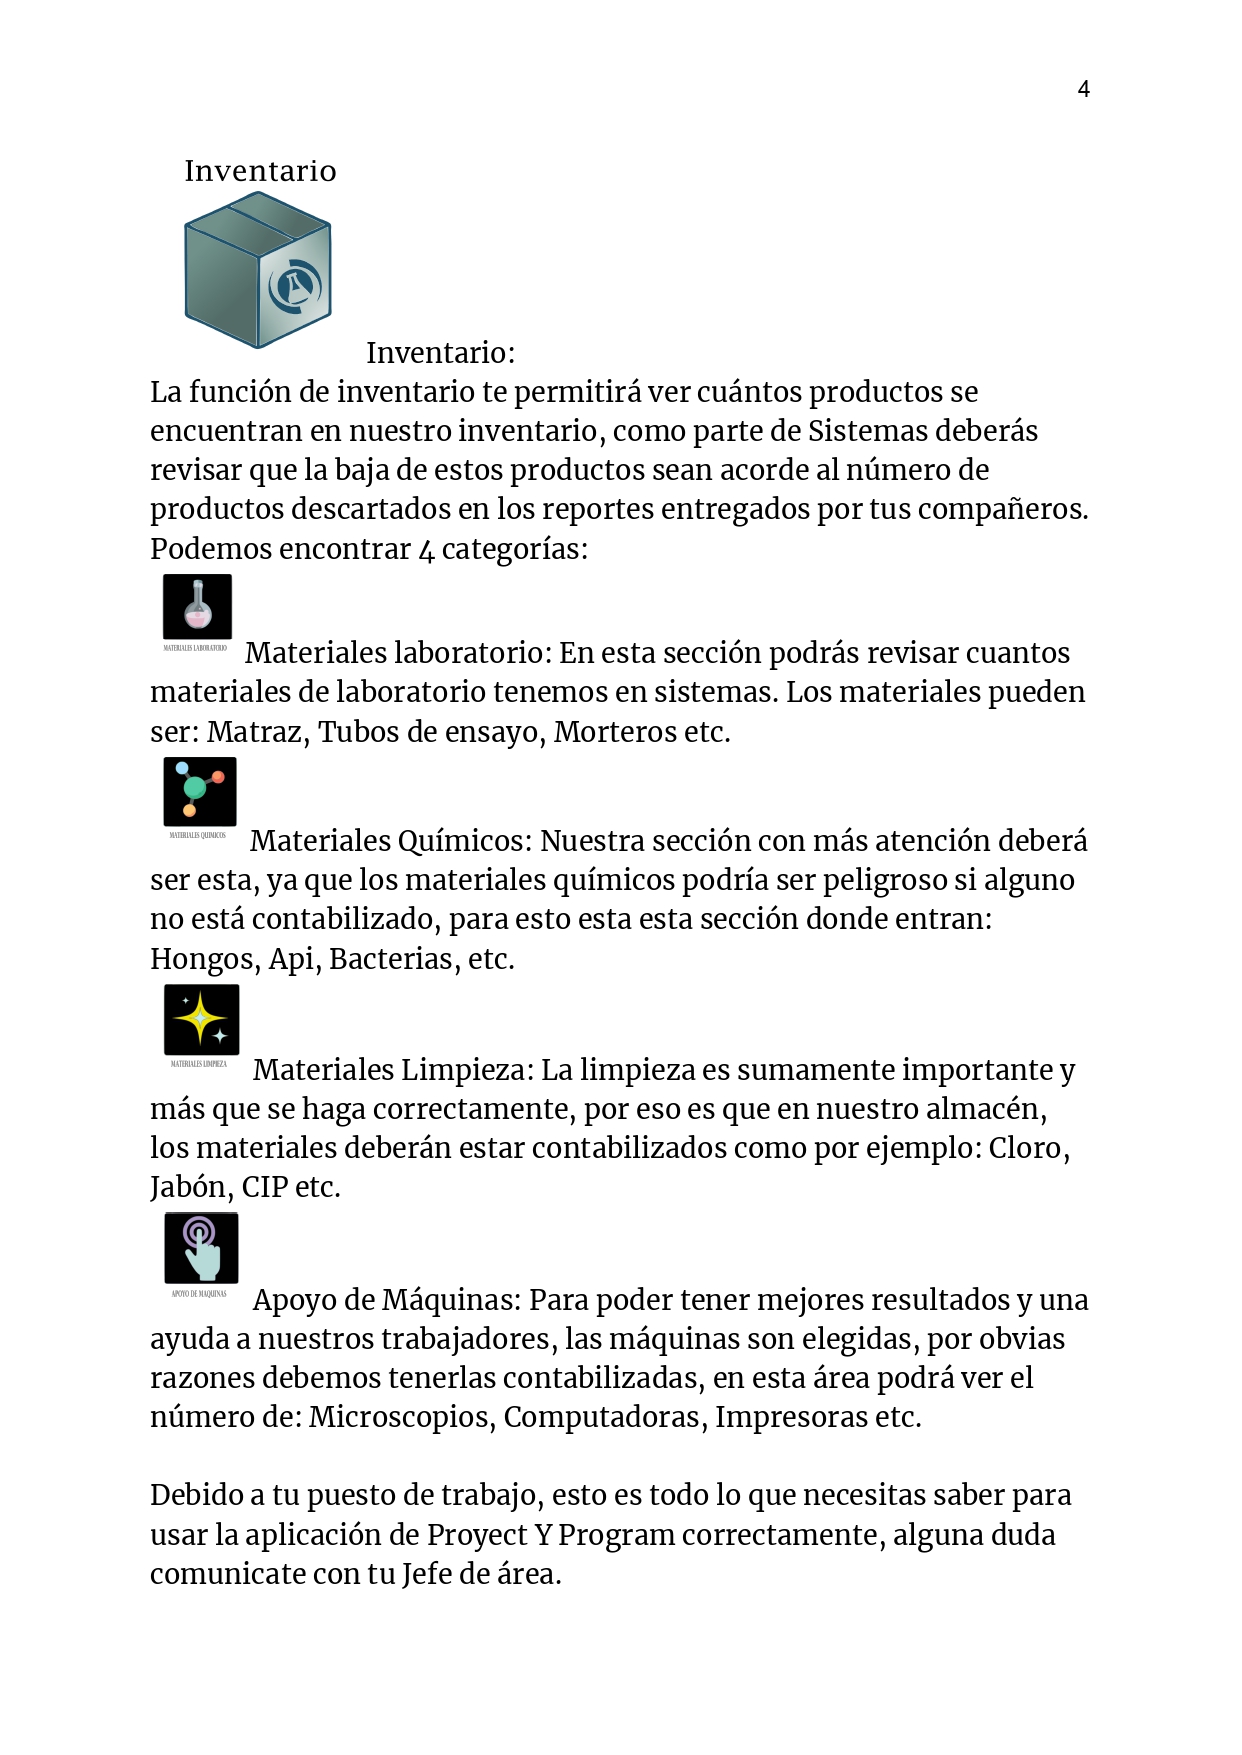 4
Inventario
Inventario:
La función de inventario te permitirá ver cuántos productos se
encuentran en nuestro inventario, como parte de Sistemas deberás
revisar que la baja de estos productos sean acorde al número de
productos descartados en los reportes entregados por tus compañeros.
Podemos encontrar 4 categorías:
MATERIALES LABORATORIO
Materiales laboratorio: En esta sección podrás revisar cuantos
materiales de laboratorio tenemos en sistemas. Los materiales pueden
ser: Matraz, Tubos de ensayo, Morteros etc.
MATERIALES QUIMICOS
Materiales Químicos: Nuestra sección con más atención deberá
ser esta, ya que los materiales químicos podría ser peligroso si alguno
no está contabilizado, para esto esta esta sección donde entran:
Hongos, Api, Bacterias, etc.
MATERIALES LIMPIEZA
Materiales Limpieza: La limpieza es sumamente importante y
más que se haga correctamente, por eso es que en nuestro almacén,
los materiales deberán estar contabilizados como por ejemplo: Cloro,
Jabón, CIP etc.
APOYO DE MAQUINAS
Apoyo de Máquinas: Para poder tener mejores resultados y una
ayuda a nuestros trabajadores, las máquinas son elegidas, por obvias
razones debemos tenerlas contabilizadas, en esta área podrá ver el
número de: Microscopios, Computadoras, Impresoras etc.
Debido a tu puesto de trabajo, esto es todo lo que necesitas saber para
usar la aplicación de Proyect Y Program correctamente, alguna duda
comunicate con tu Jefe de área.